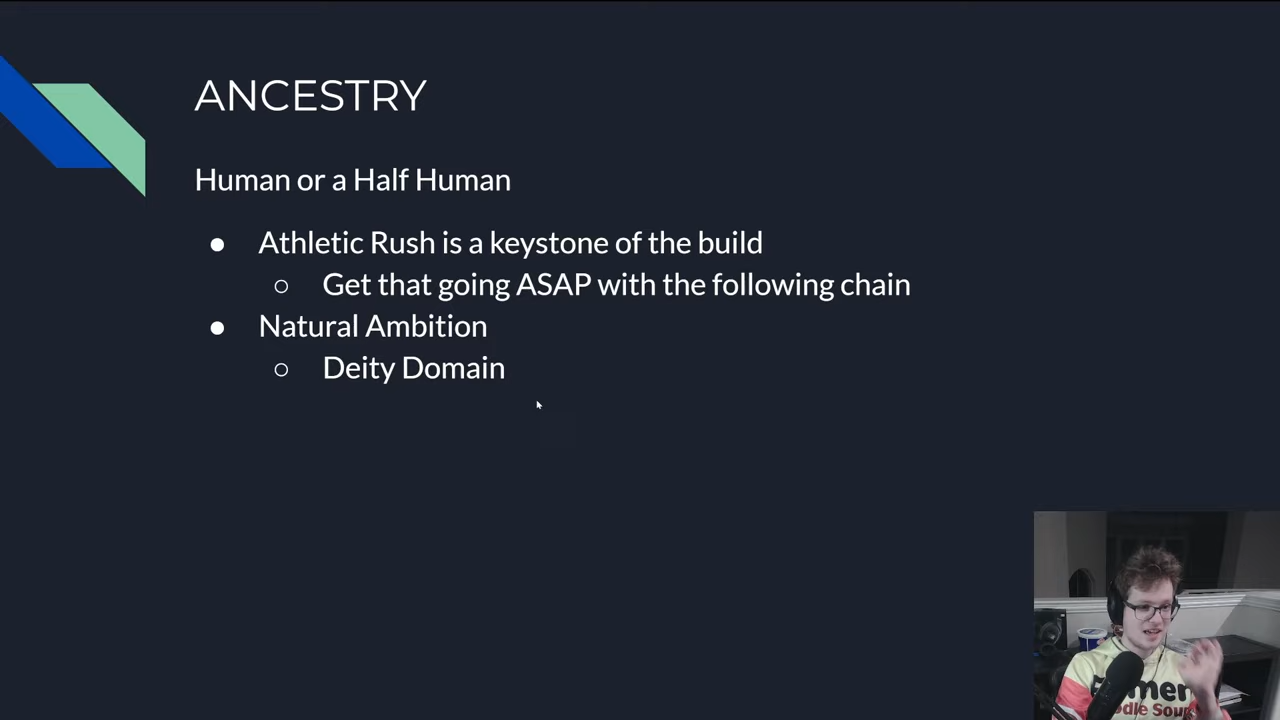 ANCESTRY
Human or a Half Human
● Athletic Rush is a keystone of the build
○ Get that going ASAP with the following chain
● Natural Ambition
○ Deity Domain